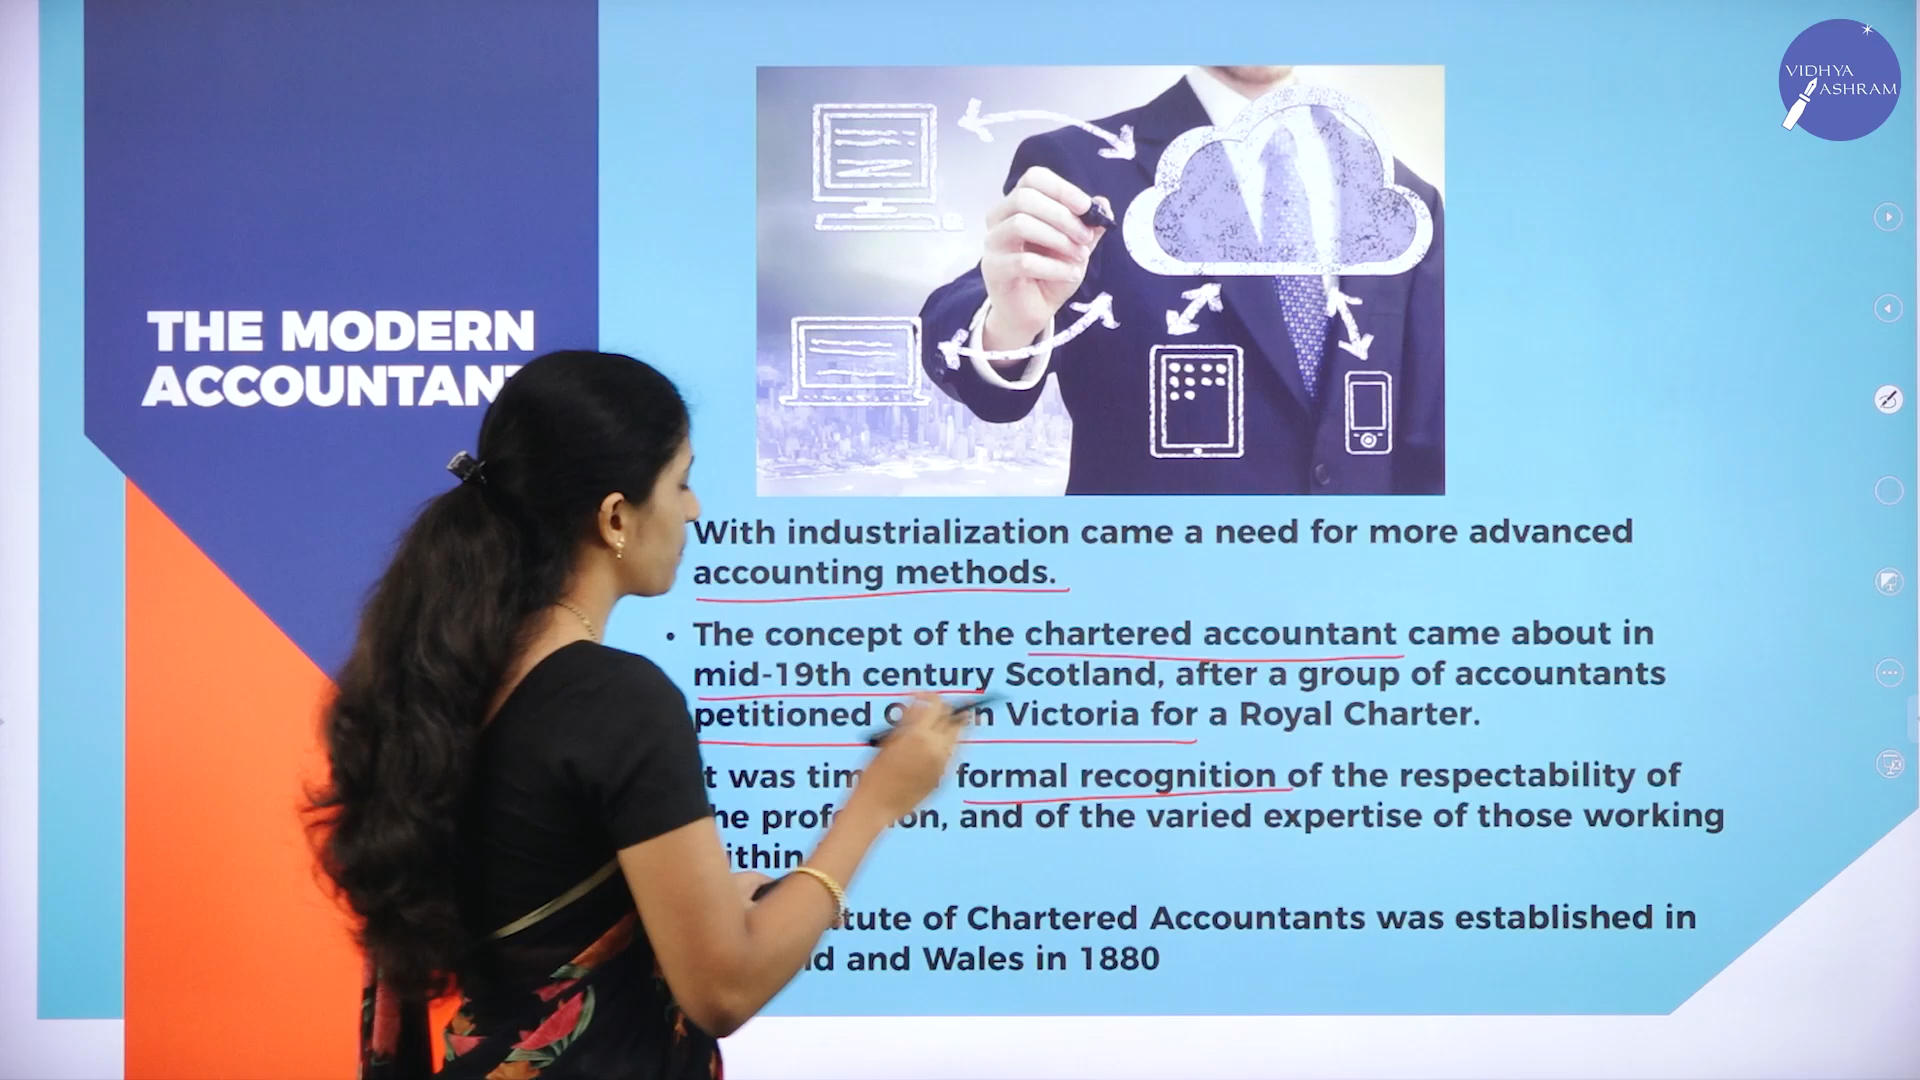 VIDHYA
ASHRAM
THE MODERN
With industrialization came a need for more advanced
accounting methods.
• The concept of the chartered accountant came about in
mid-19th century Scotland, after a group of accountants
petitioned Victoria for a Royal Charter.
was formal recognition of the respectability of
and of the varied expertise of those working
of Chartered Accountants was established in
and Wales in 1880